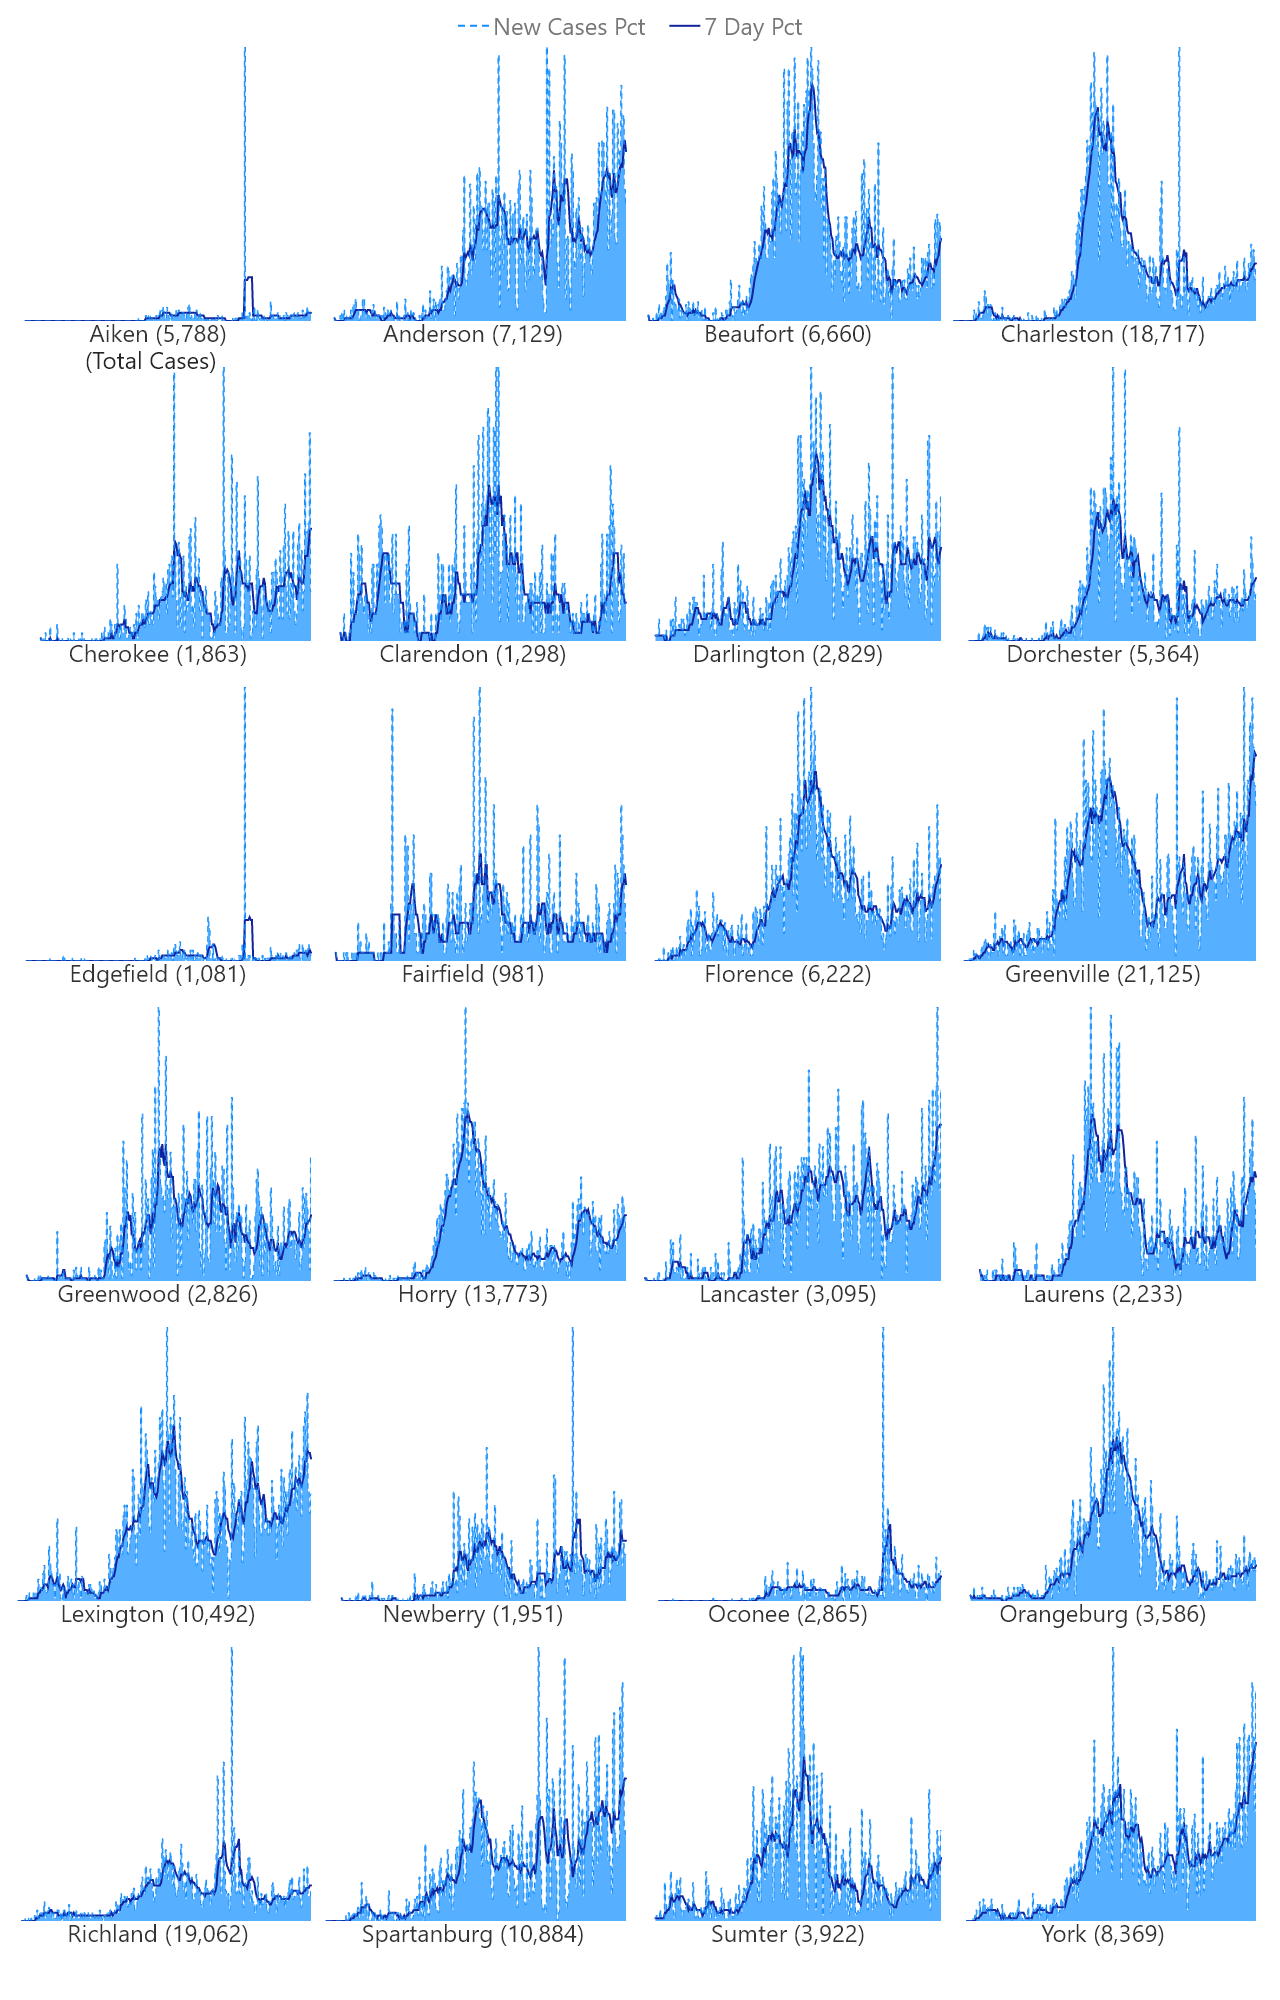 New Cases Pct 7 Day Pct
Aiken (5,788) Anderson (7,129) Beaufort (6,660) Charleston (18,717)
(Total Cases)
Cherokee (1,863) Clarendon (1,298) Darlington (2,829) Dorchester (5,364)
Edgefield (1,081) Fairfield (981) Florence (6,222) Greenville (21,125)
Greenwood (2,826) Horry (13,773) Lancaster (3,095) Laurens (2,233)
Lexington (10,492) Newberry (1,951) Oconee (2,865) Orangeburg (3,586)
Richland (19,062) Spartanburg (10,884) Sumter (3,922) York (8,369)